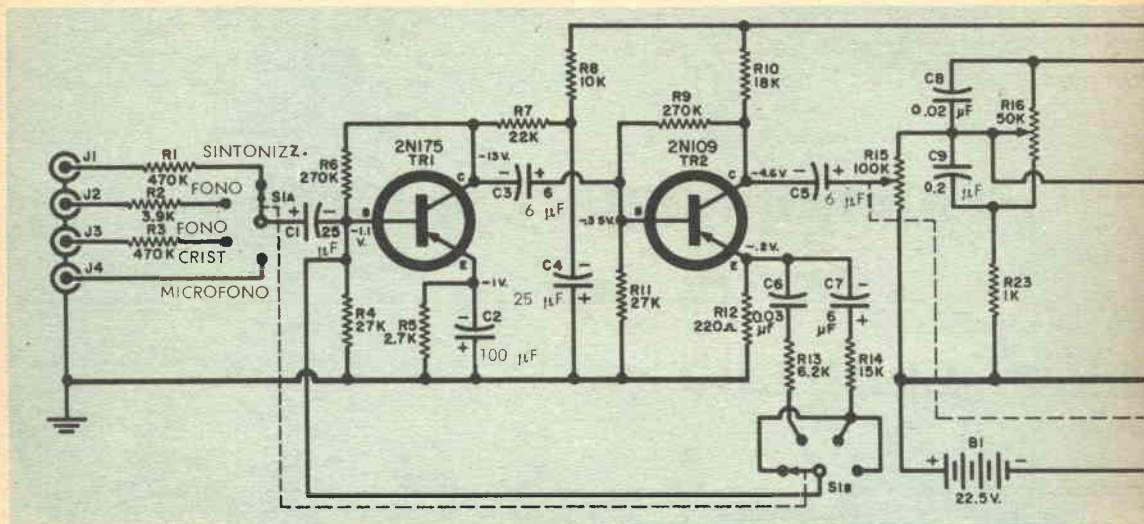 J1
R1
470K
SINTONIZZ.
J2
R2
3.9K
FONO
S1A
J3
R3
470K
FONO
CRIST
J4
MICROFONO
+
-
C1
25
µF
R6
270K
B
-1.1
V.
2N175
TR1
C
E
-13V.
-1V.
R4
27K
R5
2.7K
-
C2
+
100 µF
R7
22K
R8
10K
-
+
C3
6
6 µF
C4
-
25 µF
+
R9
270K
R10
18K
2N109
TR2
B
-.35V.
C
-4.6V
E
-.2V.
R11
27K
R12
220Ω
-
+
C5
6 µF
C6
0.03
µF
C7
-
6
µF
+
R13
6.2K
R14
15K
S1B
R15
100K
C8
0.02 µF
R16
50K
C9
0.2 µF
R23
1K
+
B1
-
22.5V.